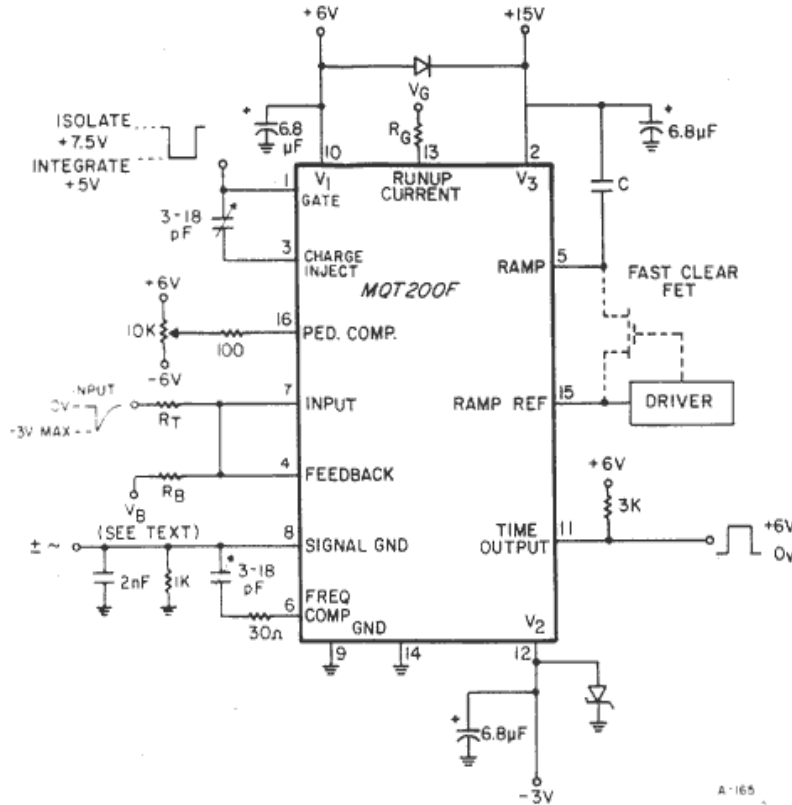 +6V
+15V
ISOLATE
+7.5V
INTEGRATE
+5V
+
6.8
μF
VG
RG
+
6.8μF
10
13
2
V1
RUNUP
CURRENT
V3
C
1
GATE
3-18
pF
3
CHARGE
INJECT
RAMP
5
FAST CLEAR
FET
MQT200F
+6V
10K
-6V
100
16
PED. COMP.
INPUT
0V
-3V MAX
RT
7
INPUT
RAMP REF
15
DRIVER
RB
VB
4
FEEDBACK
+6V
3K
(SEE TEXT)
± ~
8
SIGNAL GND
TIME
OUTPUT
11
+6V
0V
2nF
1K
3-18
pF
6
FREQ
COMP
30Ω
GND
V2
9
14
12
+
6.8μF
-3V
A-165